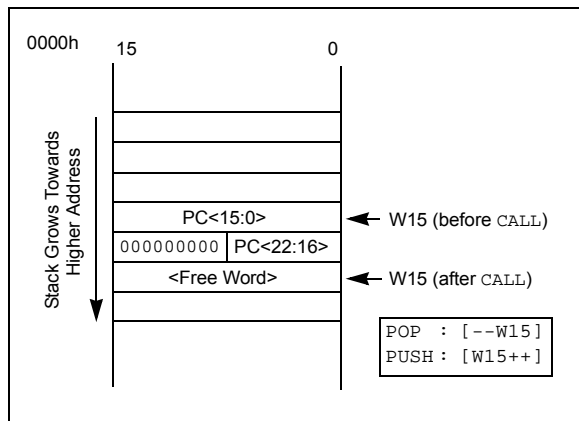 0000h
15 0
Stack Grows Towards
Higher Address
PC<15:0>
W15 (before CALL)
000000000 PC<22:16>
<Free Word>
W15 (after CALL)
POP : [--W15]
PUSH : [W15++]